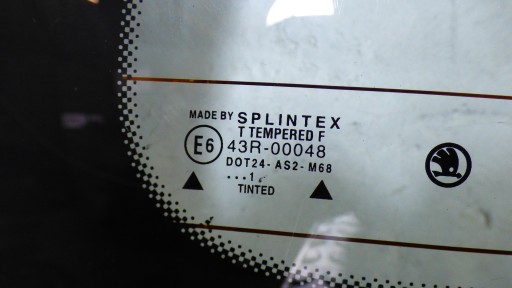 MADE BY SPLINTEX
T TEMPERED F
E6 43R-00048
DOT24-AS2-M68
...1
TINTED